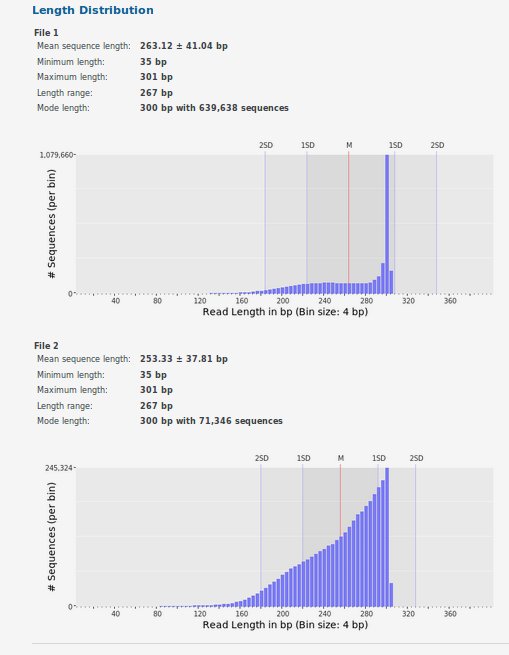 Length Distribution
File 1
Mean sequence length: 263.12 ± 41.04 bp
Minimum length: 35 bp
Maximum length: 301 bp
Length range: 267 bp
Mode length: 300 bp with 639,638 sequences
2SD 1SD M 1SD 2SD
1,079,660
# Sequences (per bin)
0
40 80 120 160 200 240 280 320 360
Read Length in bp (Bin size: 4 bp)
File 2
Mean sequence length: 253.33 ± 37.81 bp
Minimum length: 35 bp
Maximum length: 301 bp
Length range: 267 bp
Mode length: 300 bp with 71,346 sequences
2SD 1SD M 1SD 2SD
245,324
# Sequences (per bin)
0
40 80 120 160 200 240 280 320 360
Read Length in bp (Bin size: 4 bp)